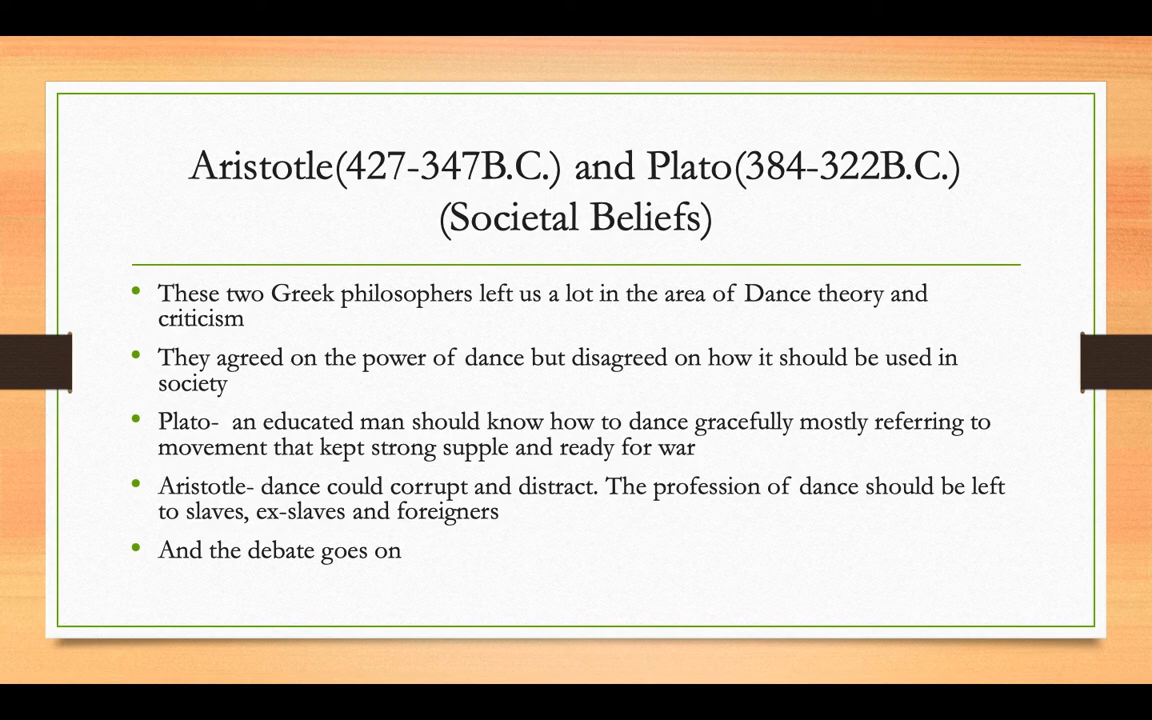 Aristotle(427-347B.C.) and Plato(384-322B.C.)
(Societal Beliefs)
• These two Greek philosophers left us a lot in the area of Dance theory and
criticism
• They agreed on the power of dance but disagreed on how it should be used in
society
• Plato- an educated man should know how to dance gracefully mostly referring to
movement that kept strong supple and ready for war
• Aristotle- dance could corrupt and distract. The profession of dance should be left
to slaves, ex-slaves and foreigners
• And the debate goes on